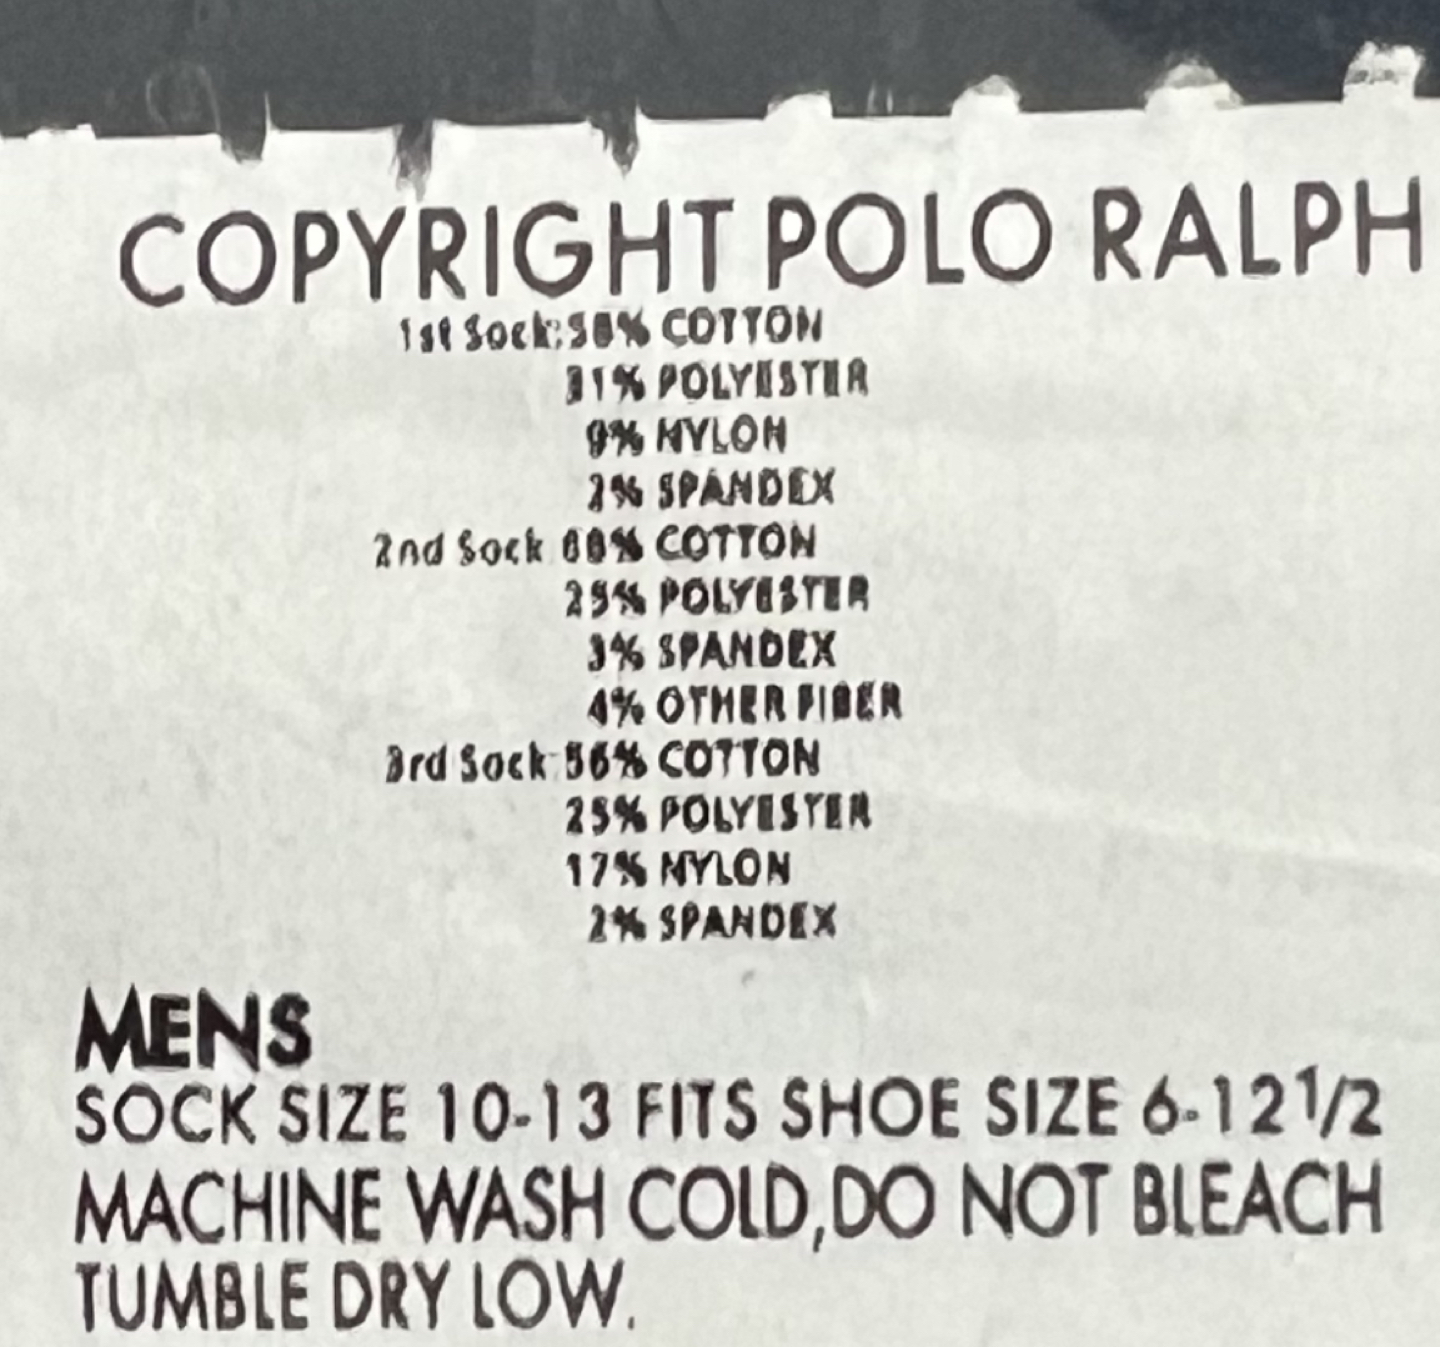 COPYRIGHT POLO RALPH
1st Sock:58% COTTON
31% POLYESTER
9% NYLON
2% SPANDEX
2nd Sock 68% COTTON
25% POLYESTER
3% SPANDEX
4% OTHER FIBER
3rd Sock 56% COTTON
25% POLYESTER
17% NYLON
2% SPANDEX
MENS
SOCK SIZE 10-13 FITS SHOE SIZE 6-12 1/2
MACHINE WASH COLD,DO NOT BLEACH
TUMBLE DRY LOW.